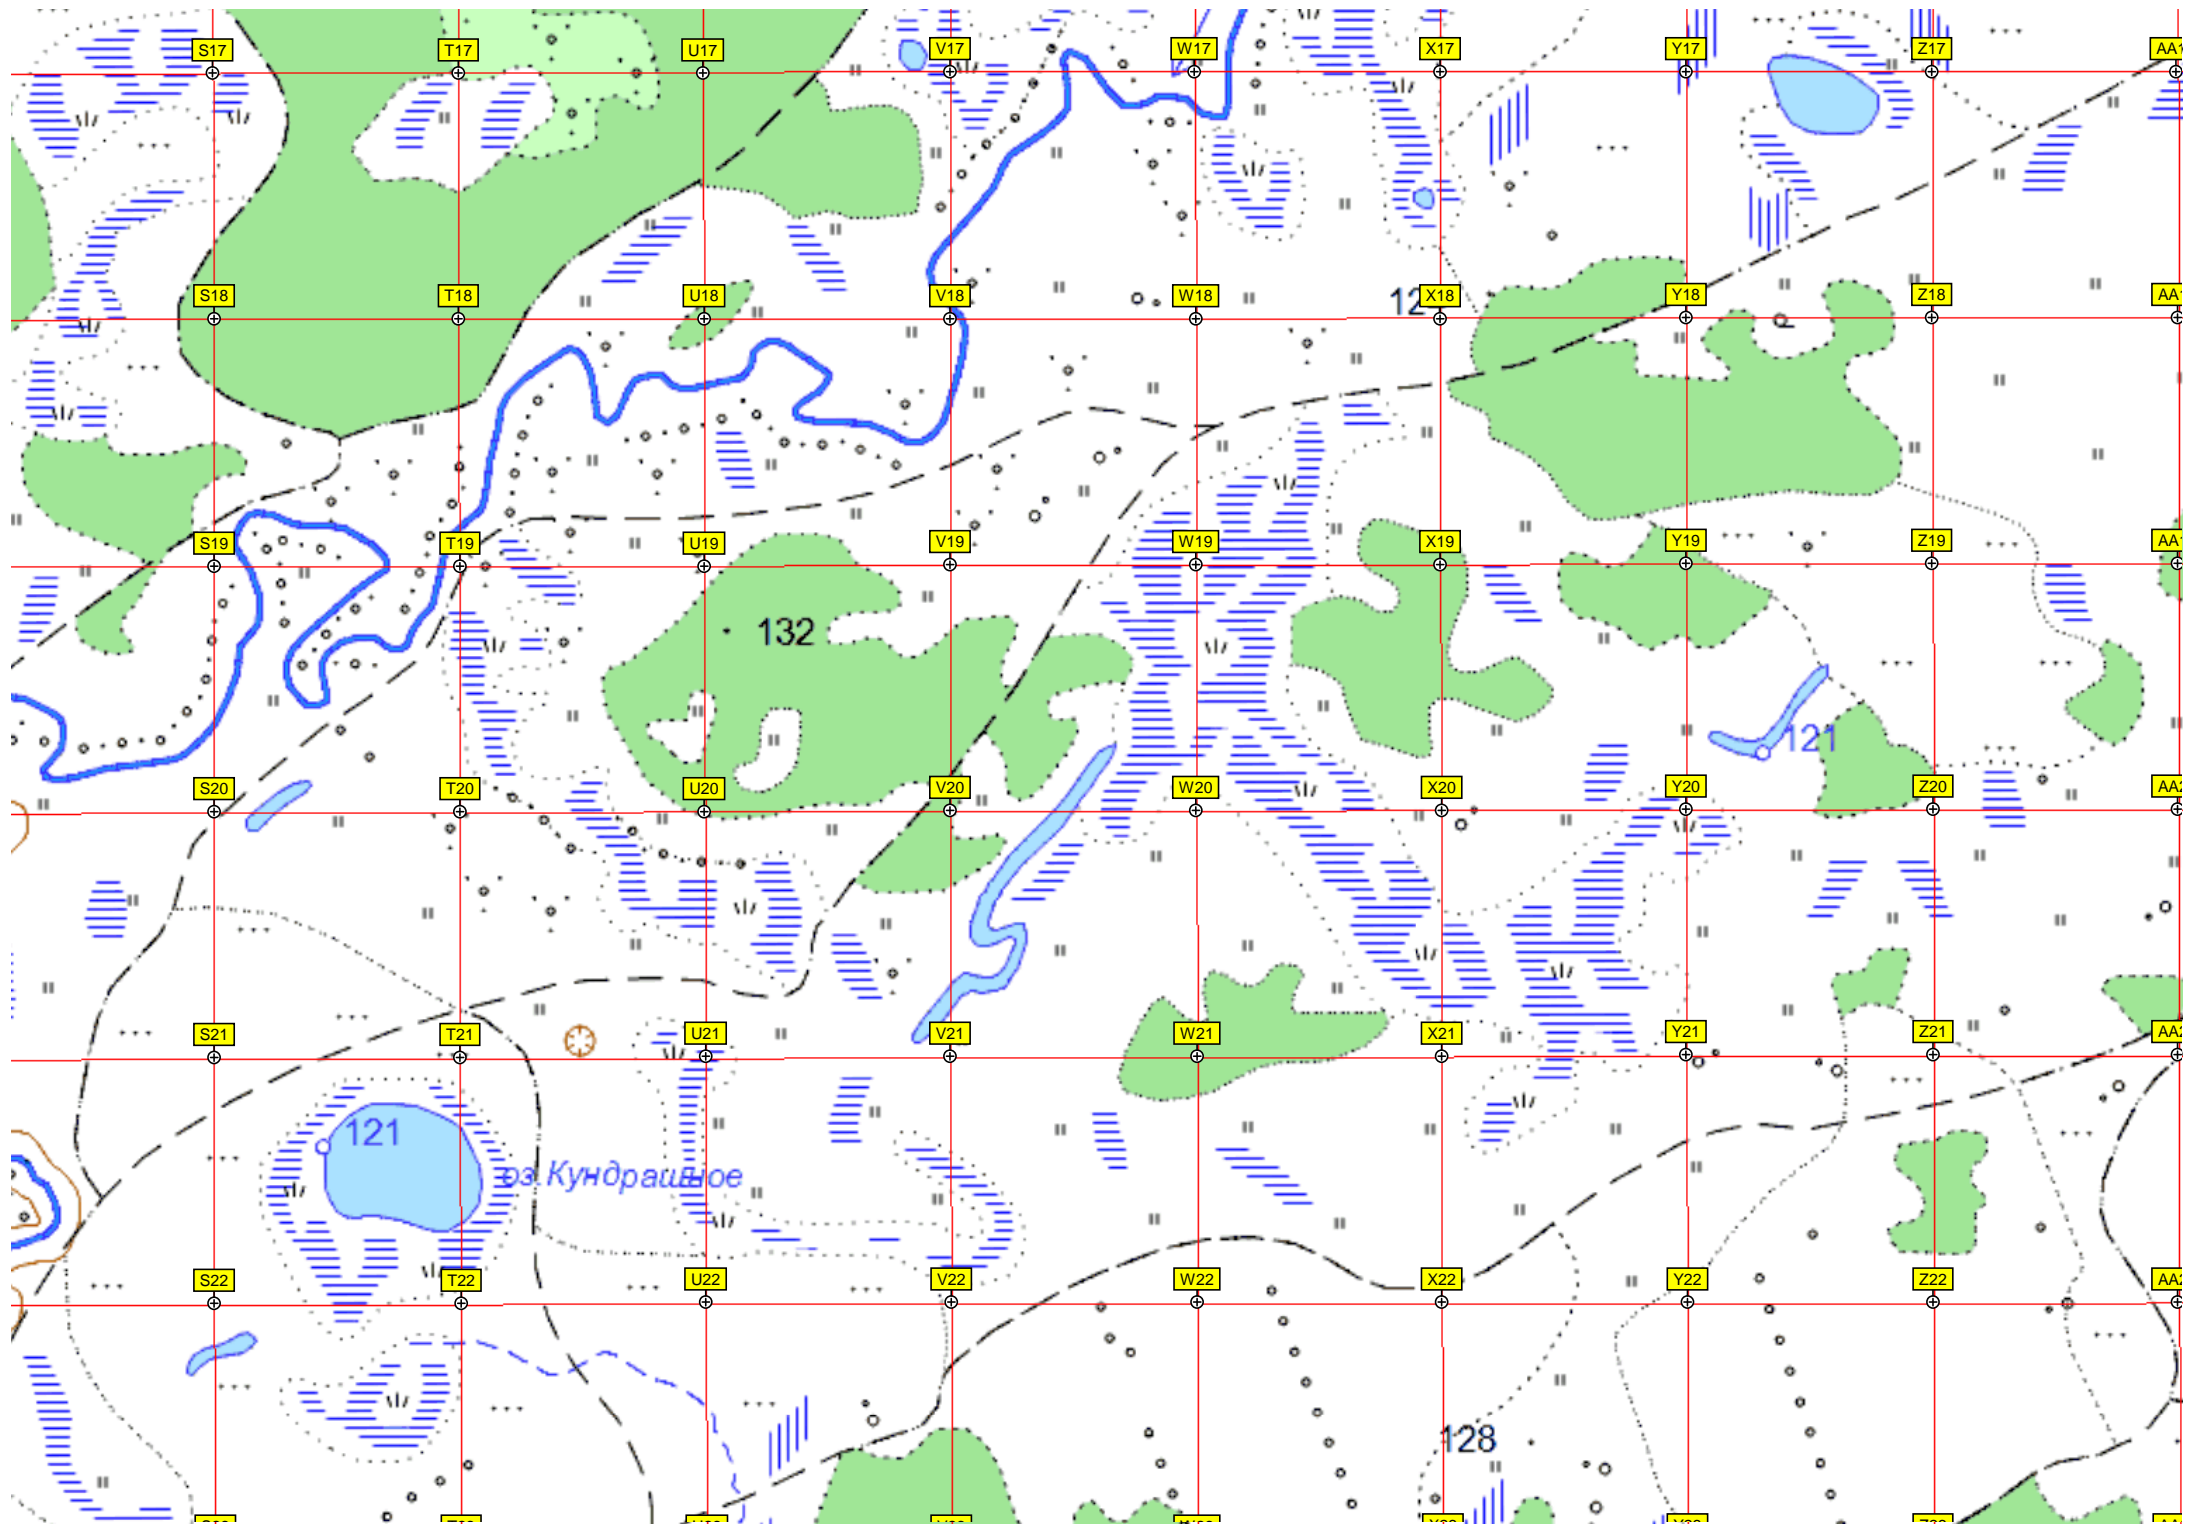 S17 T17 U17 V17 W17 X17 Y17 Z17
S18 T18 U18 V18 W18 12 X18 Y18 Z18
S19 T19 U19 V19 W19 X19 Y19 Z19
132
121
S20 T20 U20 V20 W20 X20 Y20 Z20
S21 T21 U21 V21 W21 X21 Y21 Z21
121
оз.Кундрашное
S22 T22 U22 V22 W22 X22 Y22 Z22
128